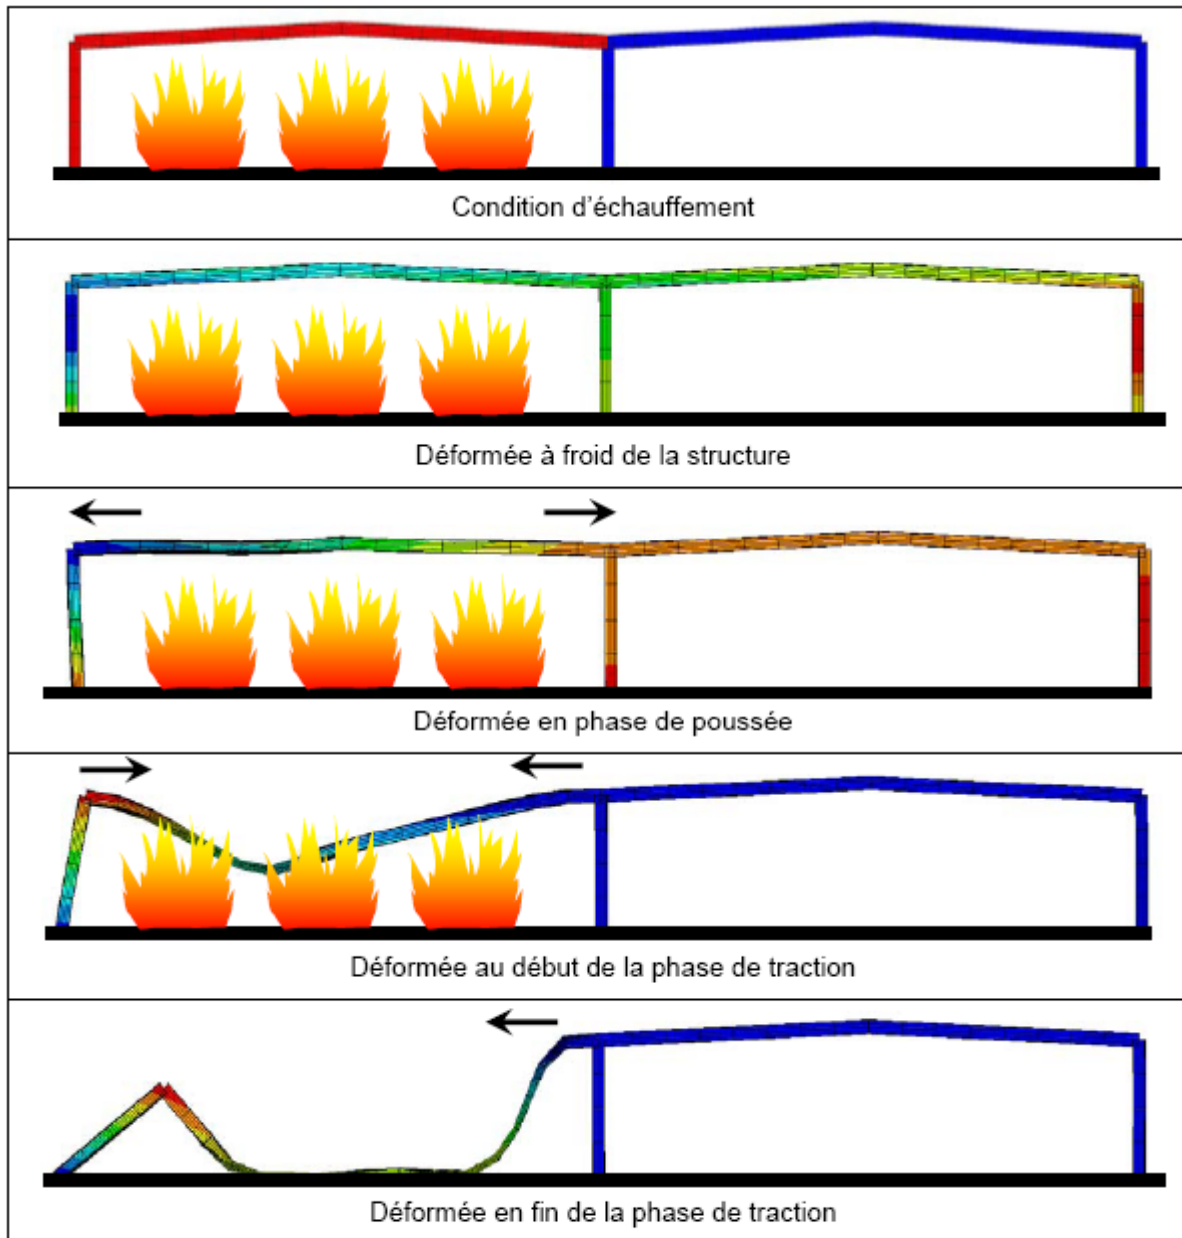 Condition d'échauffement
Déformée à froid de la structure
Déformée en phase de poussée
Déformée au début de la phase de traction
Déformée en fin de la phase de traction